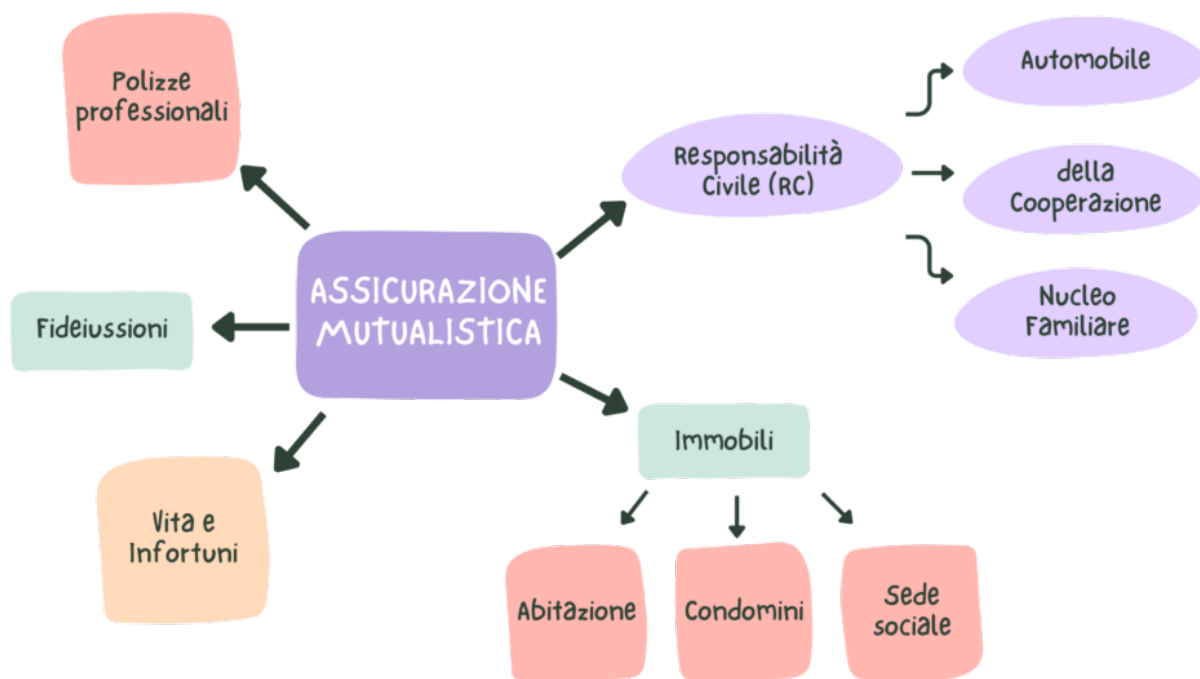 Polizze
professionali
Fideiussioni
Vita e
Infortuni
ASSICURAZIONE
MUTUALISTICA
Responsabilità
Civile (RC)
Automobile
della
Cooperazione
Nucleo
Familiare
Immobili
Abitazione
Condomini
Sede
sociale